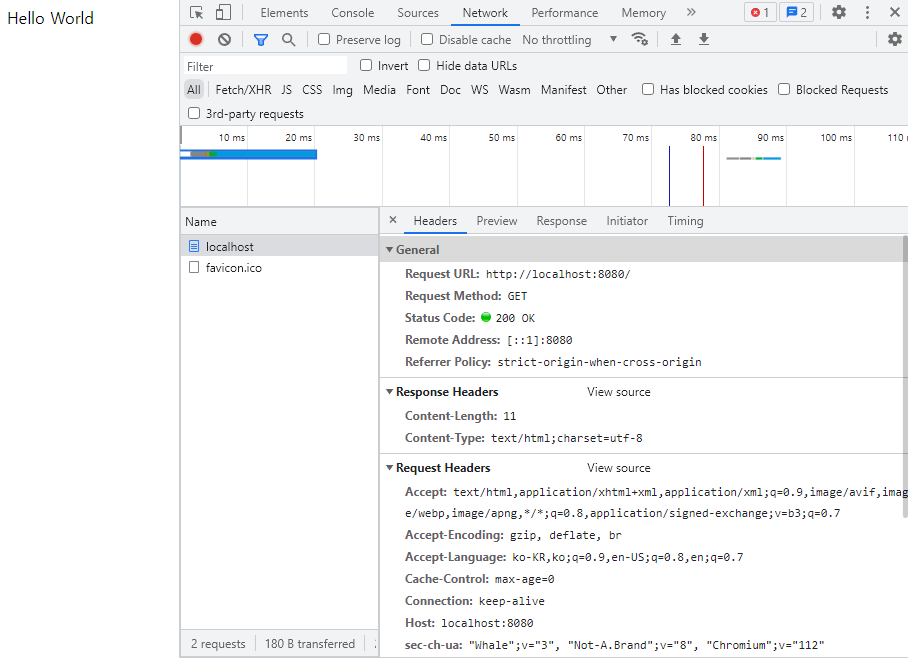 Hello World
Elements Console Sources Network Performance Memory » 1 2
Preserve log Disable cache No throttling
Filter Invert Hide data URLs
All Fetch/XHR JS CSS Img Media Font Doc WS Wasm Manifest Other Has blocked cookies Blocked Requests
3rd-party requests
10 ms 20 ms 30 ms 40 ms 50 ms 60 ms 70 ms 80 ms 90 ms 100 ms 110
Name
localhost
favicon.ico
2 requests 180 B transferred
× Headers Preview Response Initiator Timing
General
Request URL: http://localhost:8080/
Request Method: GET
Status Code: 200 OK
Remote Address: [::1]:8080
Referrer Policy: strict-origin-when-cross-origin
Response Headers View source
Content-Length: 11
Content-Type: text/html;charset=utf-8
Request Headers View source
Accept: text/html,application/xhtml+xml,application/xml;q=0.9,image/avif,imag
e/webp,image/apng,*/*;q=0.8,application/signed-exchange;v=b3;q=0.7
Accept-Encoding: gzip, deflate, br
Accept-Language: ko-KR,ko;q=0.9,en-US;q=0.8,en;q=0.7
Cache-Control: max-age=0
Connection: keep-alive
Host: localhost:8080
sec-ch-ua: "Whale";v="3", "Not-A.Brand";v="8", "Chromium";v="112"